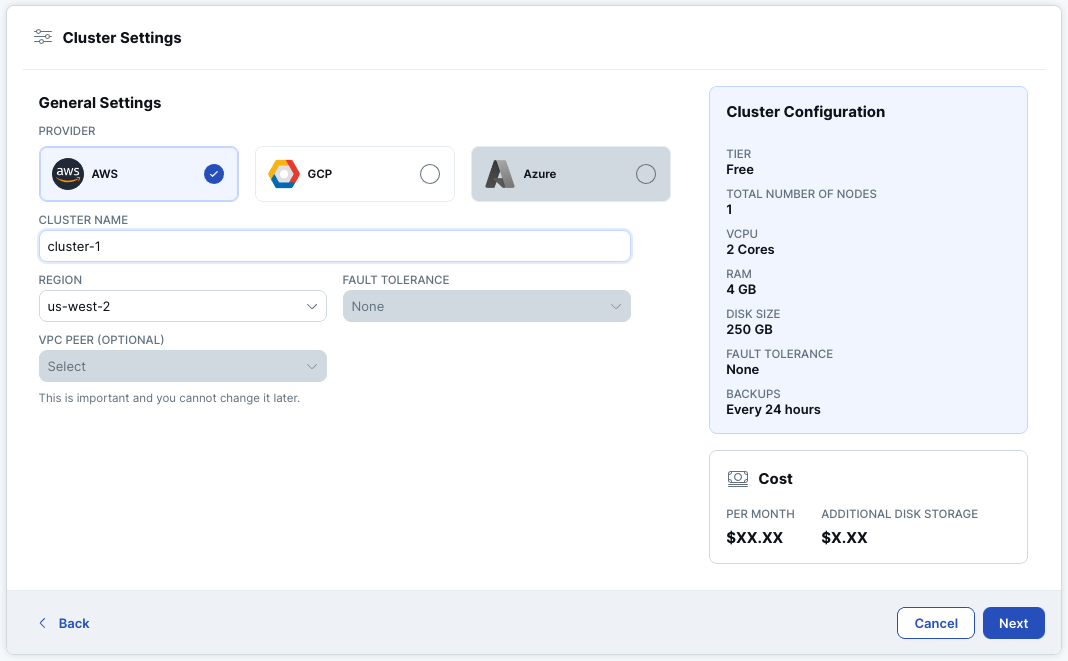 Cluster Settings
General Settings
PROVIDER
aws AWS
GCP
Azure
CLUSTER NAME
cluster-1
REGION
us-west-2
FAULT TOLERANCE
None
VPC PEER (OPTIONAL)
Select
This is important and you cannot change it later.
Cluster Configuration
TIER
Free
TOTAL NUMBER OF NODES
1
VCPU
2 Cores
RAM
4 GB
DISK SIZE
250 GB
FAULT TOLERANCE
None
BACKUPS
Every 24 hours
Cost
PER MONTH
$XX.XX
ADDITIONAL DISK STORAGE
$X.XX
Back
Cancel
Next